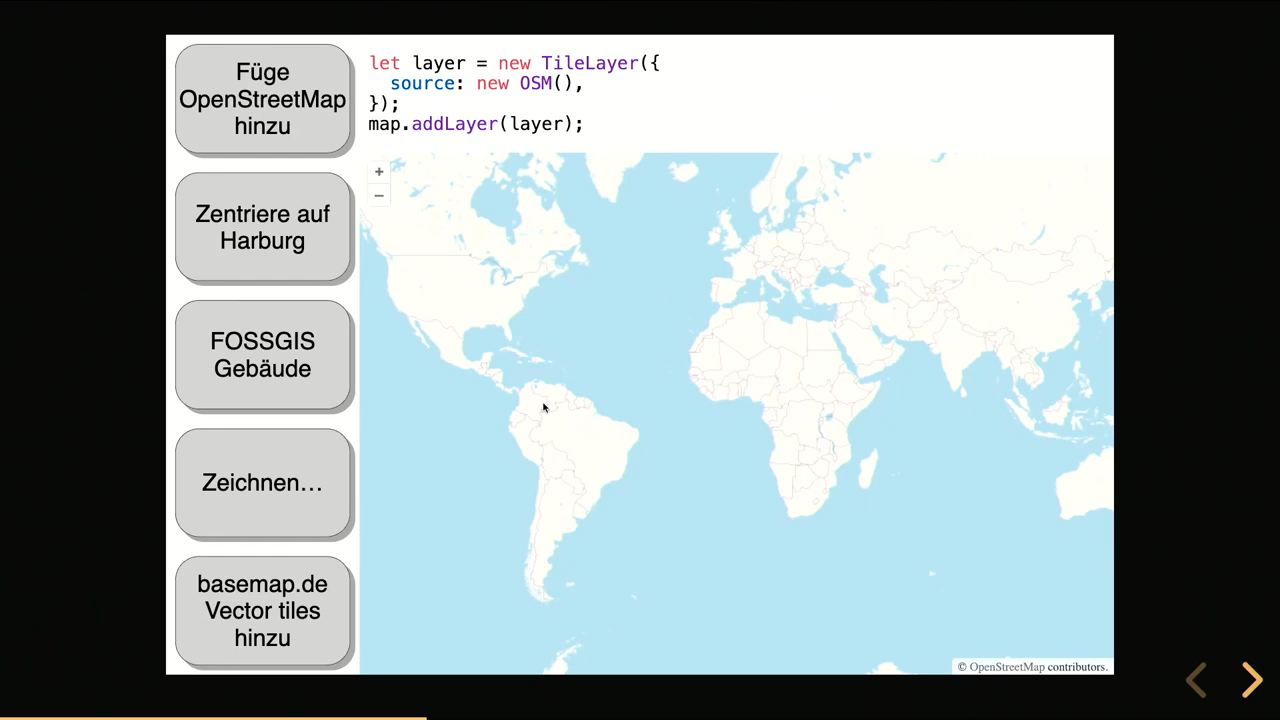 Füge
OpenStreetMap
hinzu
Zentriere auf
Harburg
FOSSGIS
Gebäude
Zeichnen…
basemap.de
Vector tiles
hinzu
let layer = new TileLayer({
  source: new OSM(),
});
map.addLayer(layer);
+
−
© OpenStreetMap contributors.